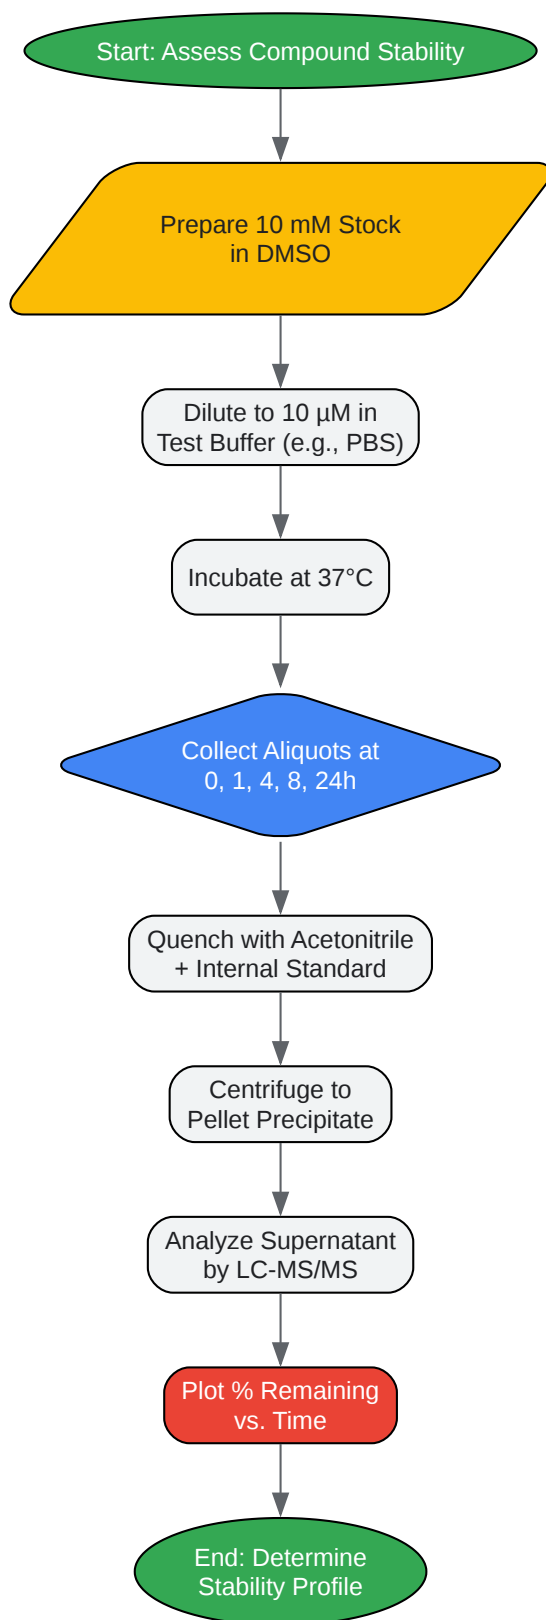 Start: Assess Compound Stability
Prepare 10 mM Stock
in DMSO
Dilute to 10 µM in
Test Buffer (e.g., PBS)
Incubate at 37°C
Collect Aliquots at
0, 1, 4, 8, 24h
Quench with Acetonitrile
+ Internal Standard
Centrifuge to
Pellet Precipitate
Analyze Supernatant
by LC-MS/MS
Plot % Remaining
vs. Time
End: Determine
Stability Profile